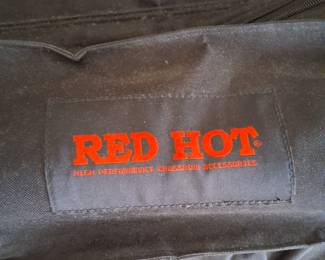 RED HOT®
HIGH PERFORMANCE CROSSBOW ACCESSORIES